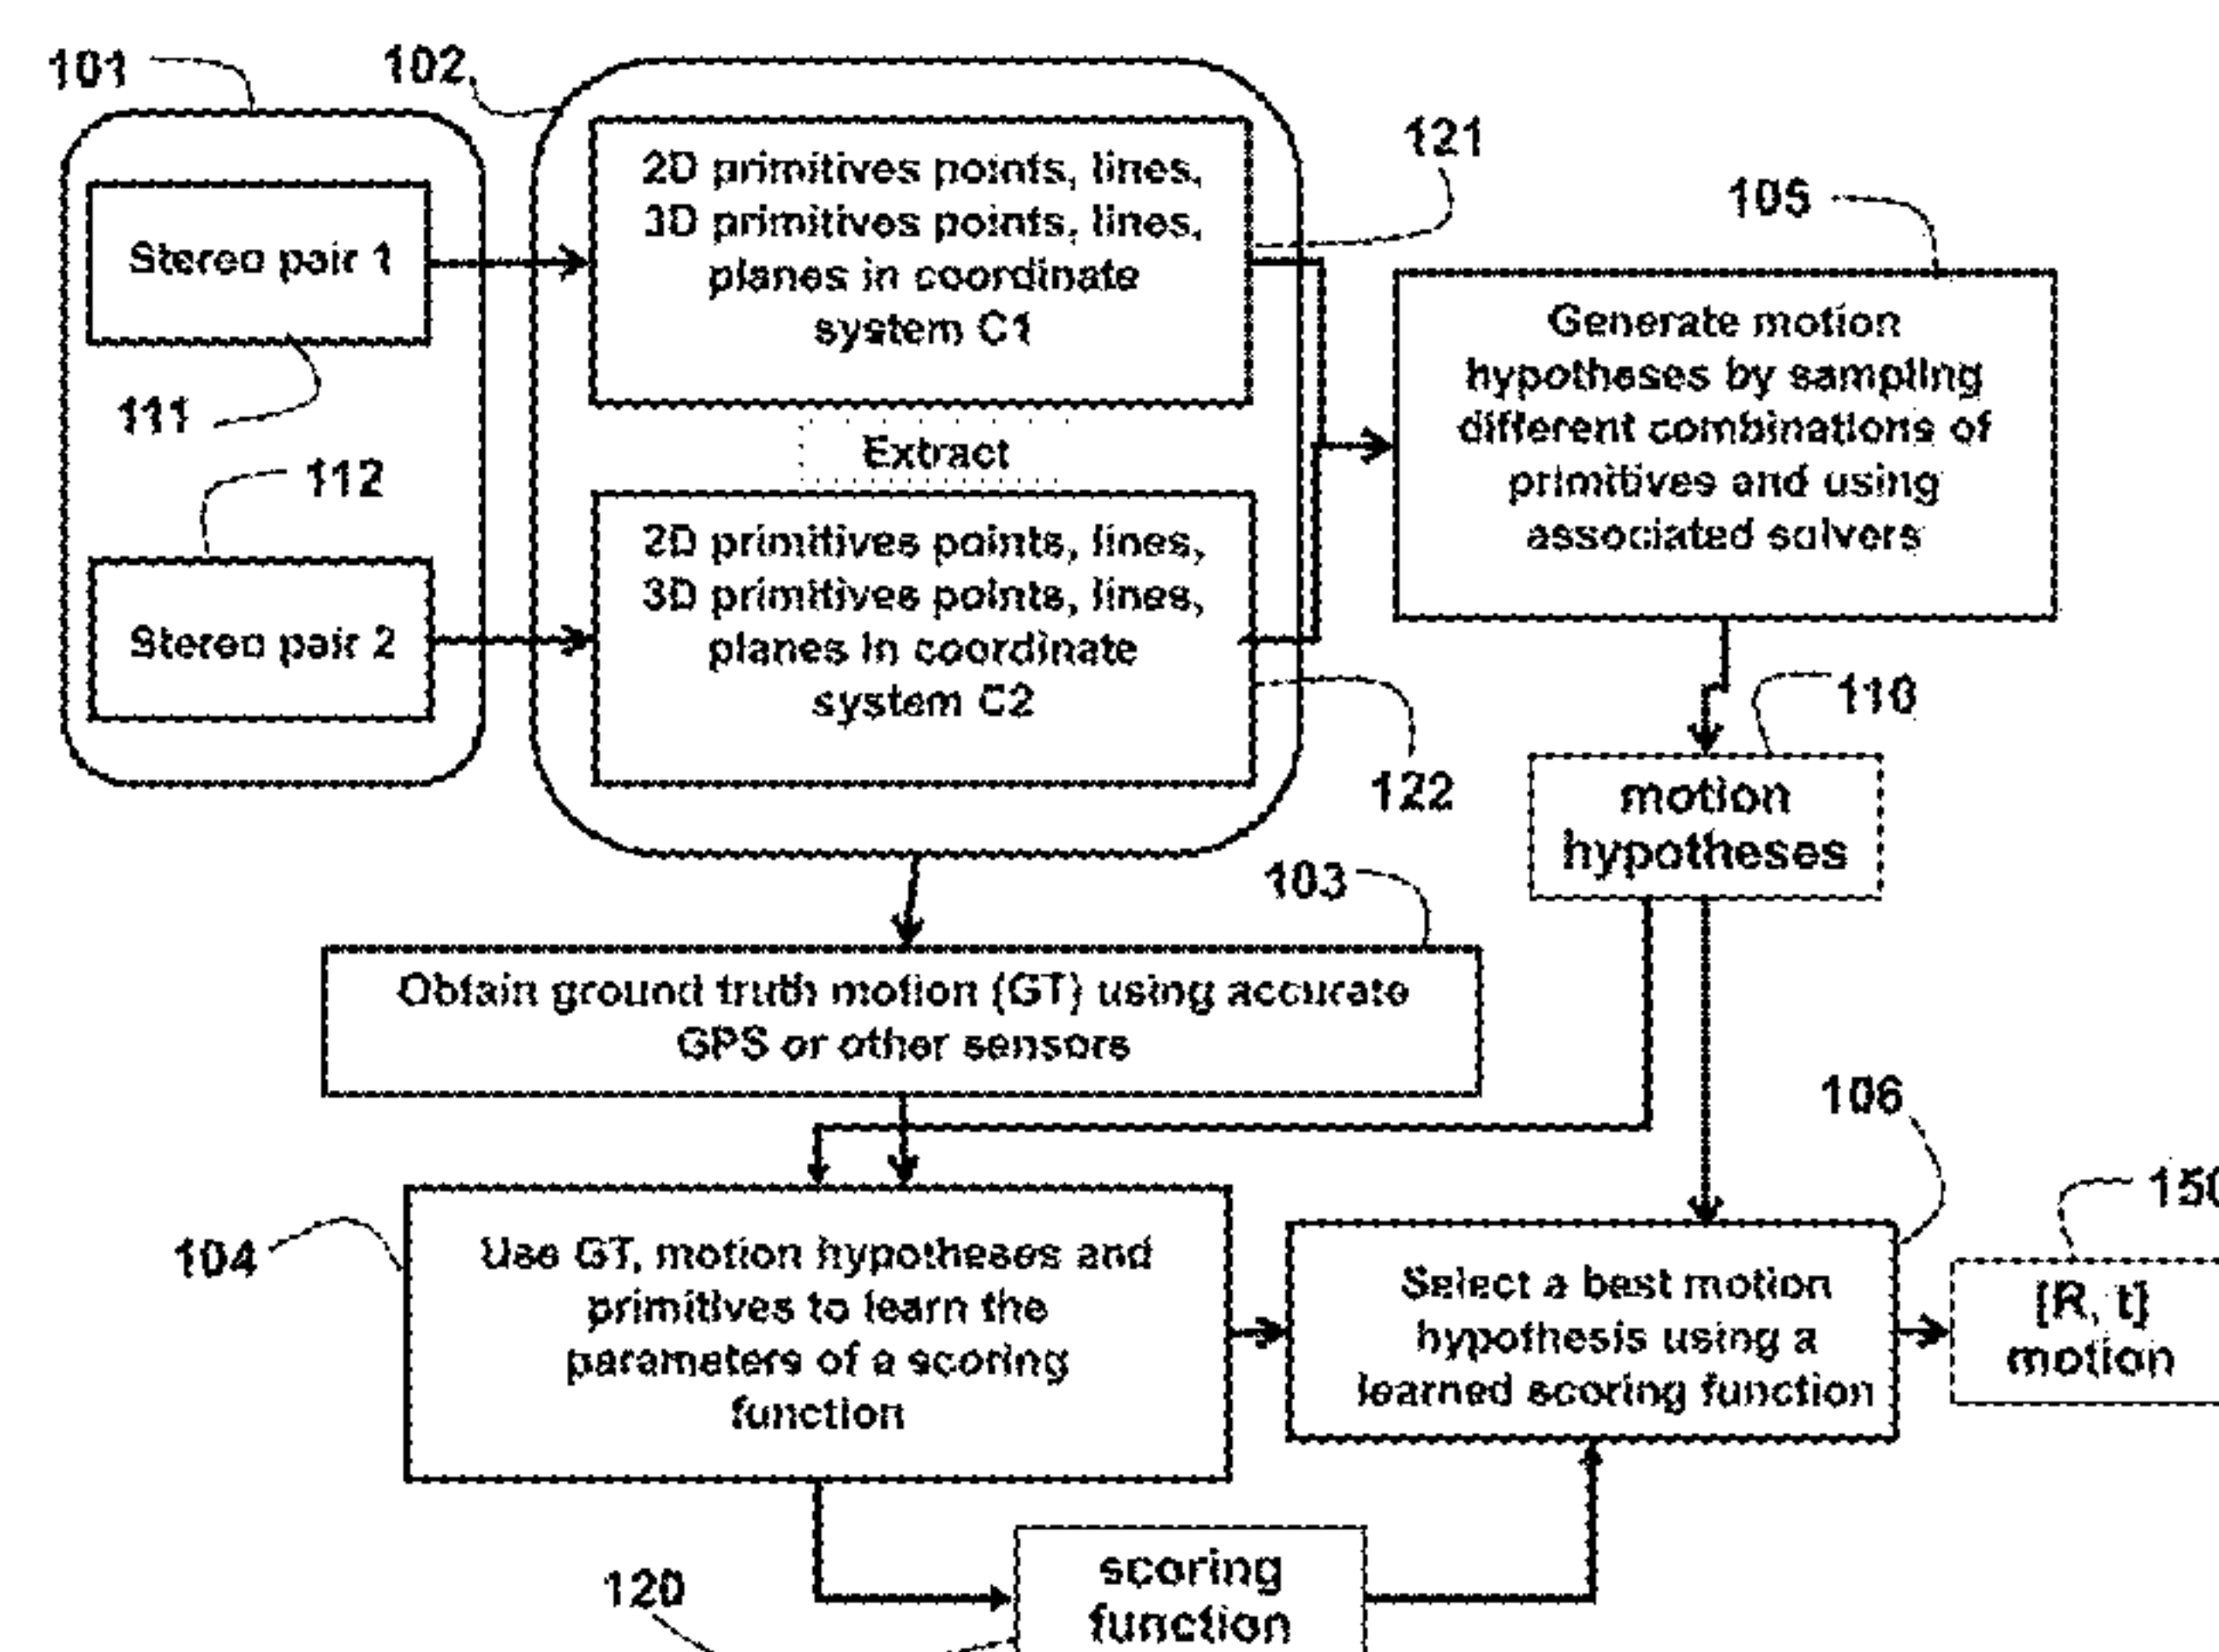 101
102
121
105
2D primitives points, lines,
3D primitives points, lines,
planes in coordinate
system C1
Stereo pair 1
111
Generate motion
hypotheses by sampling
different combinations of
primitives and using
associated solvers
Extract
112
2D primitives points, lines,
3D primitives points, lines,
planes in coordinate
system C2
Stereo pair 2
122
110
motion
hypotheses
103
Obtain ground truth motion (GT) using accurate
GPS or other sensors
106
150
104
Use GT, motion hypotheses and
primitives to learn the
parameters of a scoring
function
Select a best motion
hypothesis using a
learned scoring function
[R, t]
motion
120
scoring
function